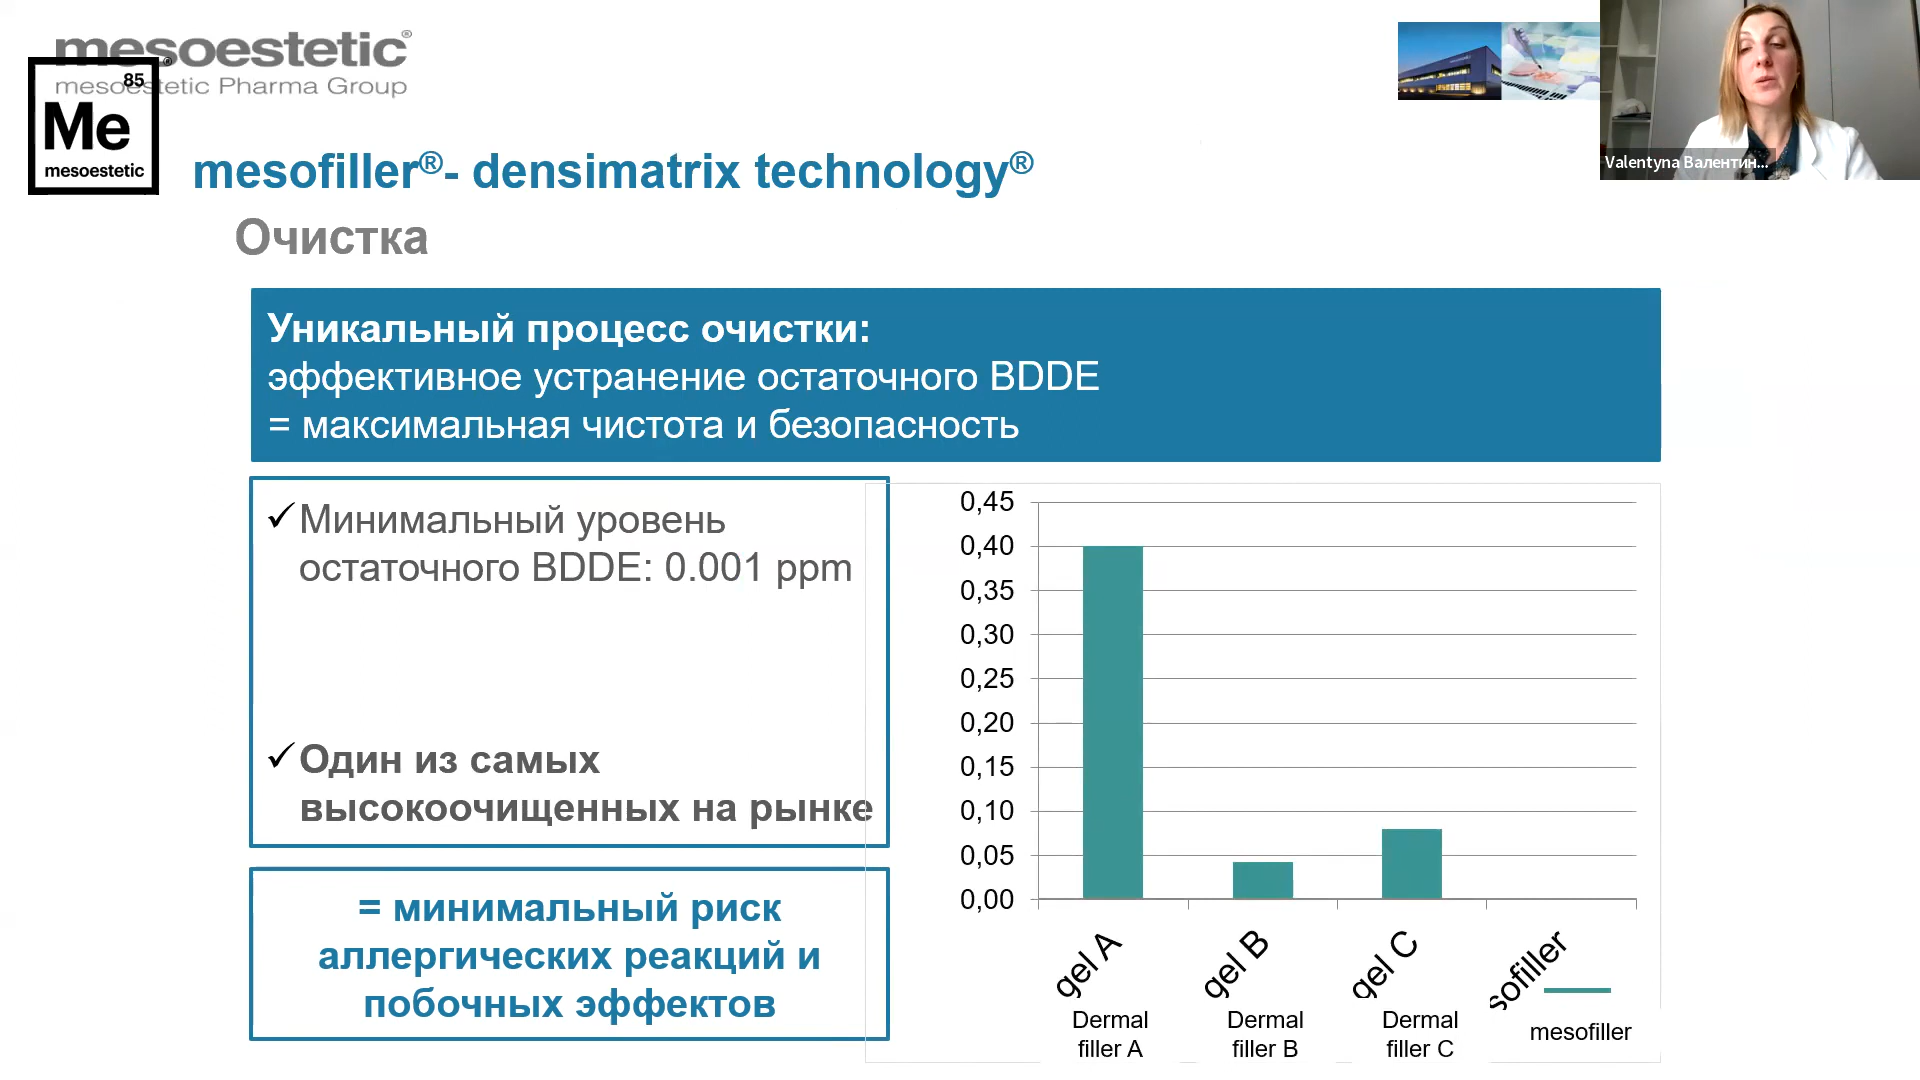 mesoestetic®
mesoestetic Pharma Group
85
Me
mesoestetic
Valentyna Валентин...
mesofiller®- densimatrix technology®
Очистка
Уникальный процесс очистки:
эффективное устранение остаточного BDDE
= максимальная чистота и безопасность
✓Минимальный уровень
остаточного BDDE: 0.001 ppm
✓Один из самых
высокоочищенных на рынке
= минимальный риск
аллергических реакций и
побочных эффектов
0,45
0,40
0,35
0,30
0,25
0,20
0,15
0,10
0,05
0,00
gel A
gel B
gel C
sofiller
Dermal
filler A
Dermal
filler B
Dermal
filler C
mesofiller